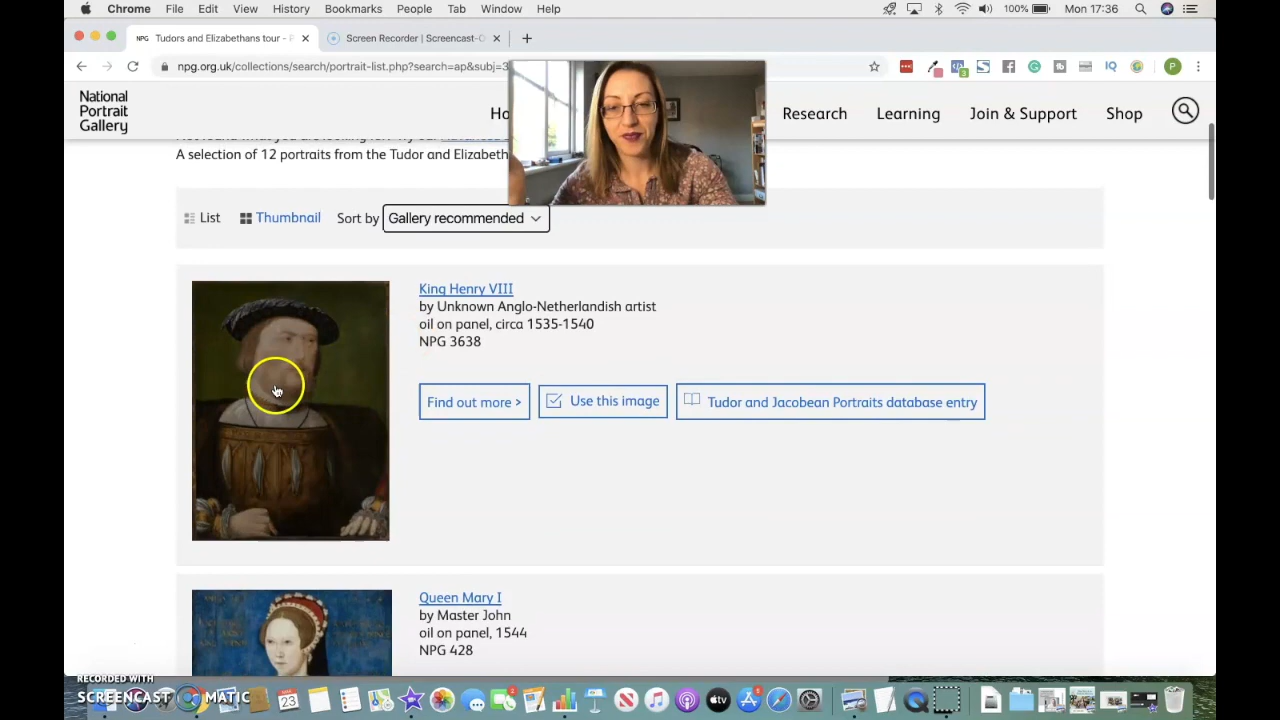 Chrome File Edit View History Bookmarks People Tab Window Help 100% Mon 17:36
NPG Tudors and Elizabethans tour - P
Screen Recorder | Screencast-O
npg.org.uk/collections/search/portrait-list.php?search=ap&subj=3
National
Portrait
Gallery
Ho
Research
Learning
Join & Support
Shop
A selection of 12 portraits from the Tudor and Elizabeth
List Thumbnail Sort by Gallery recommended
King Henry VIII
by Unknown Anglo-Netherlandish artist
oil on panel, circa 1535-1540
NPG 3638
Find out more > Use this image Tudor and Jacobean Portraits database entry
Queen Mary I
by Master John
oil on panel, 1544
NPG 428
RECORDED WITH
SCREENCAST MATIC